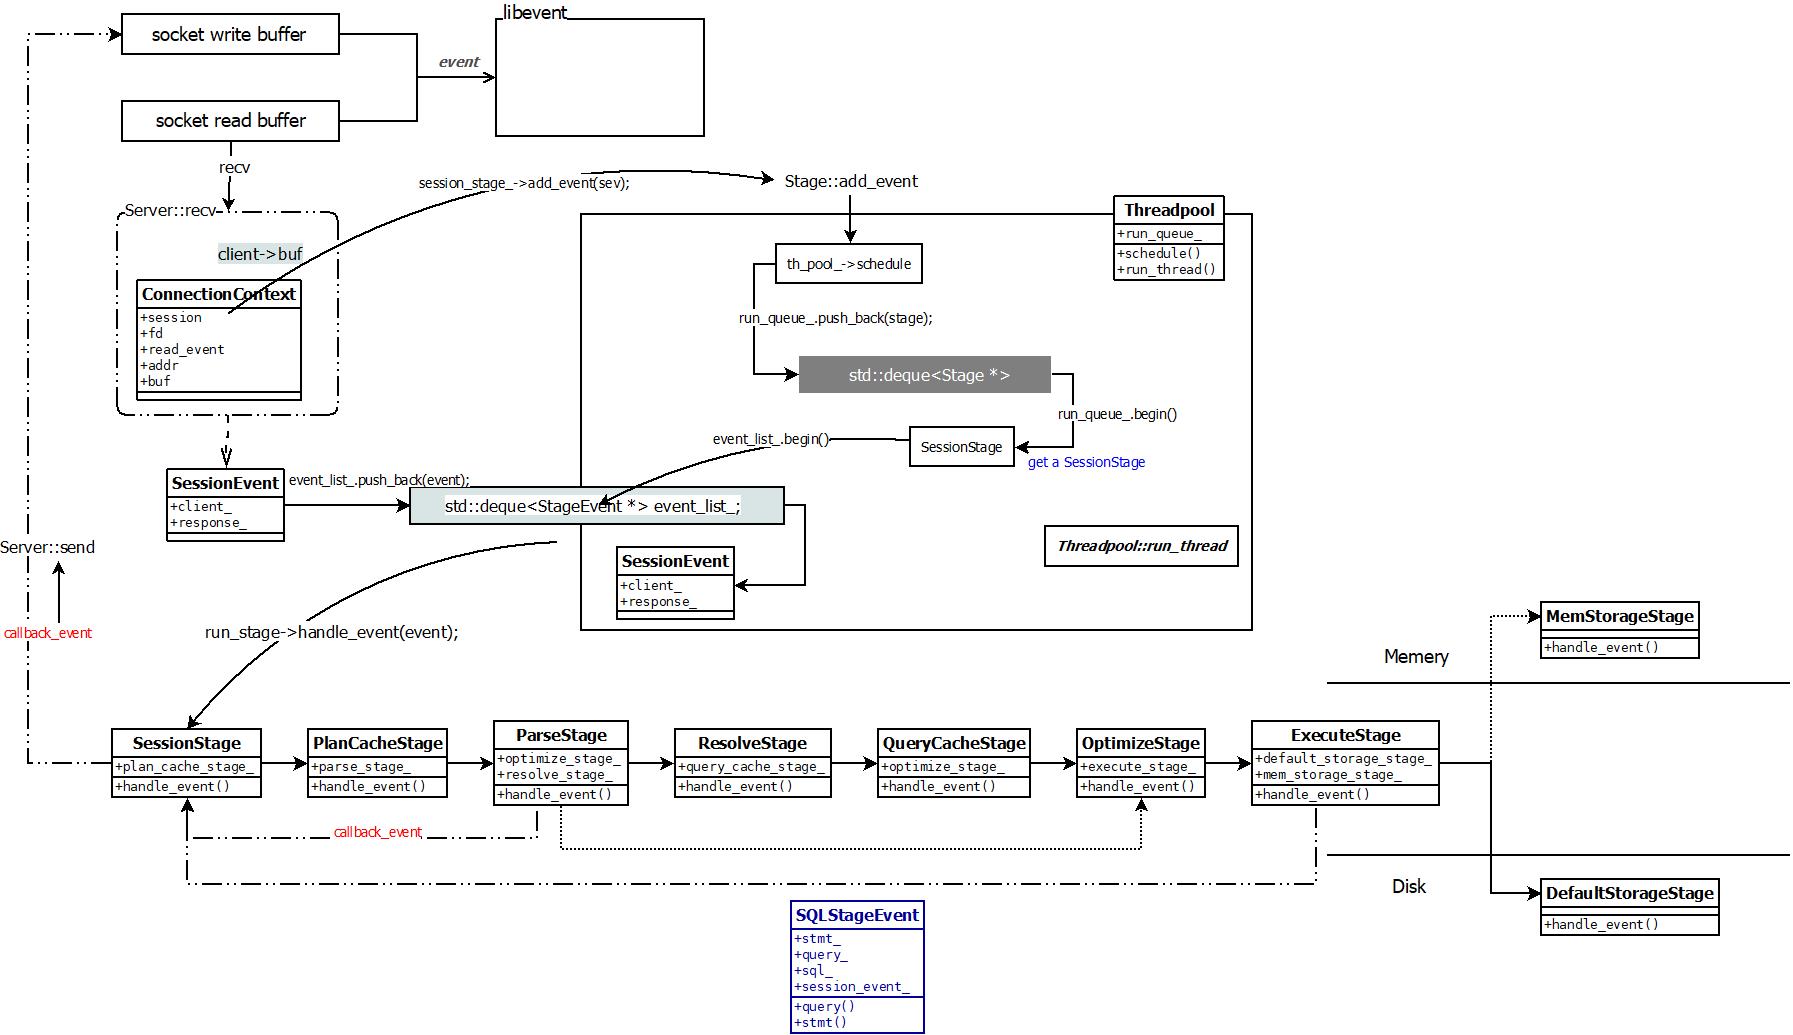 libevent
socket write buffer
event
socket read buffer
recv
session_stage_->add_event(sev);
Stage::add_event
Server::recv
client->buf
ConnectionContext
+session
+fd
+read_event
+addr
+buf
Threadpool
+run_queue_
+schedule()
+run_thread()
th_pool_->schedule
run_queue_.push_back(stage);
std::deque<Stage *>
run_queue_.begin()
event_list_.begin()
SessionStage
get a SessionStage
SessionEvent
+client_
+response_
event_list_.push_back(event);
std::deque<StageEvent *> event_list_;
Server::send
Threadpool::run_thread
SessionEvent
+client_
+response_
callback_event
run_stage->handle_event(event);
MemStorageStage
+handle_event()
Memery
SessionStage
+plan_cache_stage_
+handle_event()
PlanCacheStage
+parse_stage_
+handle_event()
ParseStage
+optimize_stage_
+resolve_stage_
+handle_event()
ResolveStage
+query_cache_stage_
+handle_event()
QueryCacheStage
+optimize_stage_
+handle_event()
OptimizeStage
+execute_stage_
+handle_event()
ExecuteStage
+default_storage_stage_
+mem_storage_stage_
+handle_event()
callback_event
Disk
DefaultStorageStage
+handle_event()
SQLStageEvent
+stmt_
+query_
+sql_
+session_event_
+query()
+stmt()